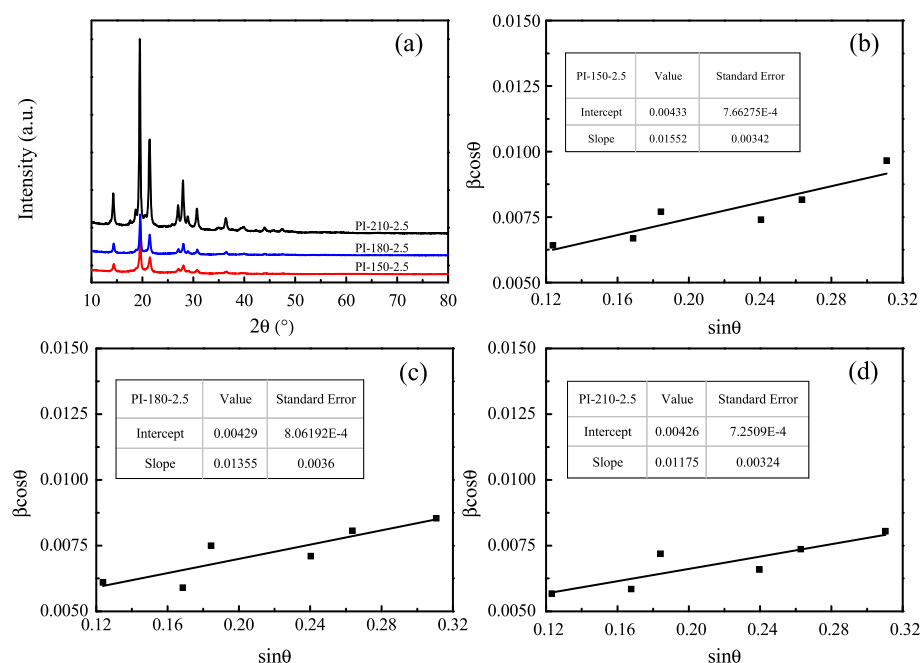 (a)
Intensity (a.u.)
PI-210-2.5
PI-180-2.5
PI-150-2.5
10 20 30 40 50 60 70 80
2θ (°)
(b)
0.0150
0.0125
0.0100
0.0075
0.0050
βcosθ
PI-150-2.5 Value Standard Error
Intercept 0.00433 7.66275E-4
Slope 0.01552 0.00342
0.12 0.16 0.20 0.24 0.28 0.32
sinθ
(c)
0.0150
0.0125
0.0100
0.0075
0.0050
βcosθ
PI-180-2.5 Value Standard Error
Intercept 0.00429 8.06192E-4
Slope 0.01355 0.0036
0.12 0.16 0.20 0.24 0.28 0.32
sinθ
(d)
0.0150
0.0125
0.0100
0.0075
0.0050
βcosθ
PI-210-2.5 Value Standard Error
Intercept 0.00426 7.2509E-4
Slope 0.01175 0.00324
0.12 0.16 0.20 0.24 0.28 0.32
sinθ